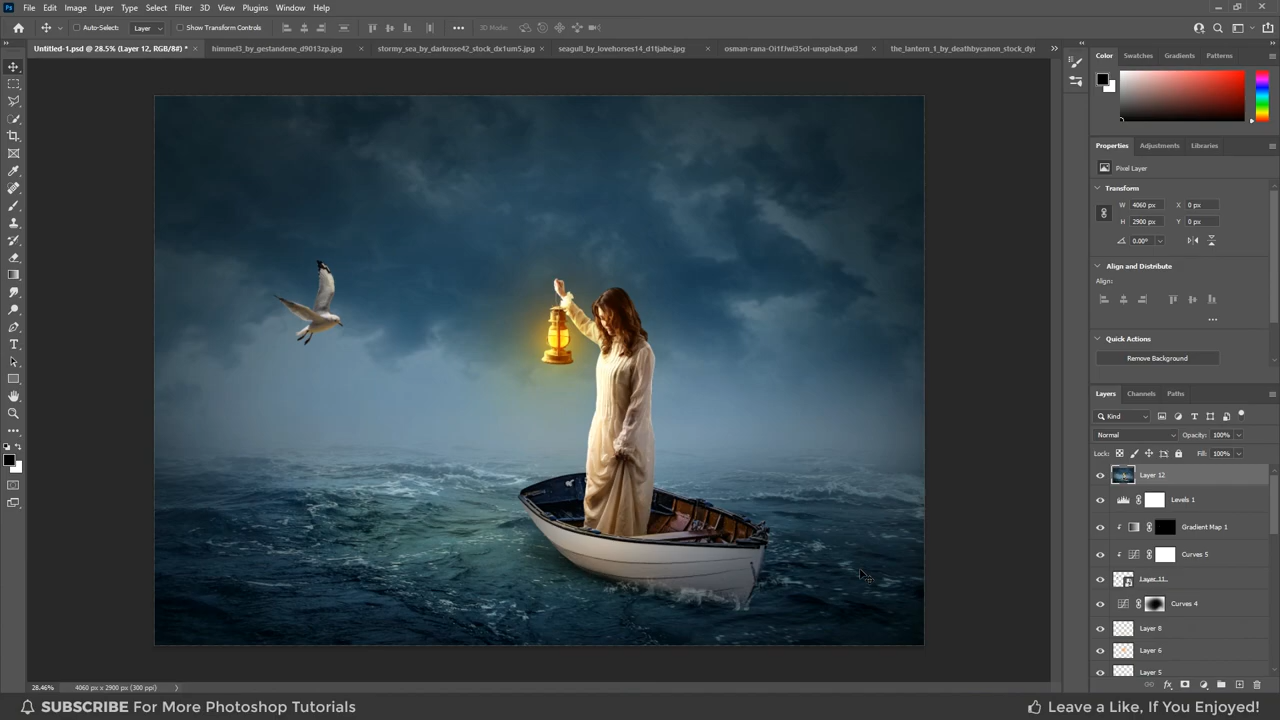 Ps File Edit Image Layer Type Select Filter 3D View Plugins Window Help
Auto-Select: Layer Show Transform Controls 3D Mode:
Untitled-1.psd @ 28.5% (Layer 12, RGB/8#) * himmel3_by_gestandene_d9013zp.jpg stormy_sea_by_darkrose42_stock_dx1um5.jpg seagull_by_lovehorses14_d1tjabe.jpg osman-rana-Oi1fJwi35oI-unsplash.psd the_lantern_1_by_deathbycanon_stock_dy
Color Swatches Gradients Patterns
Properties Adjustments Libraries
Pixel Layer
Transform
W 4060 px X 0 px
H 2900 px Y 0 px
0.00°
Align and Distribute
Align:
Quick Actions
Remove Background
Layers Channels Paths
Kind
Normal Opacity: 100%
Lock: Fill: 100%
Layer 12
Levels 1
Gradient Map 1
Curves 5
Layer 11
Curves 4
Layer 8
Layer 6
Layer 5
28.46% 4060 px x 2900 px (300 ppi)
SUBSCRIBE For More Photoshop Tutorials
Leave a Like, If You Enjoyed!